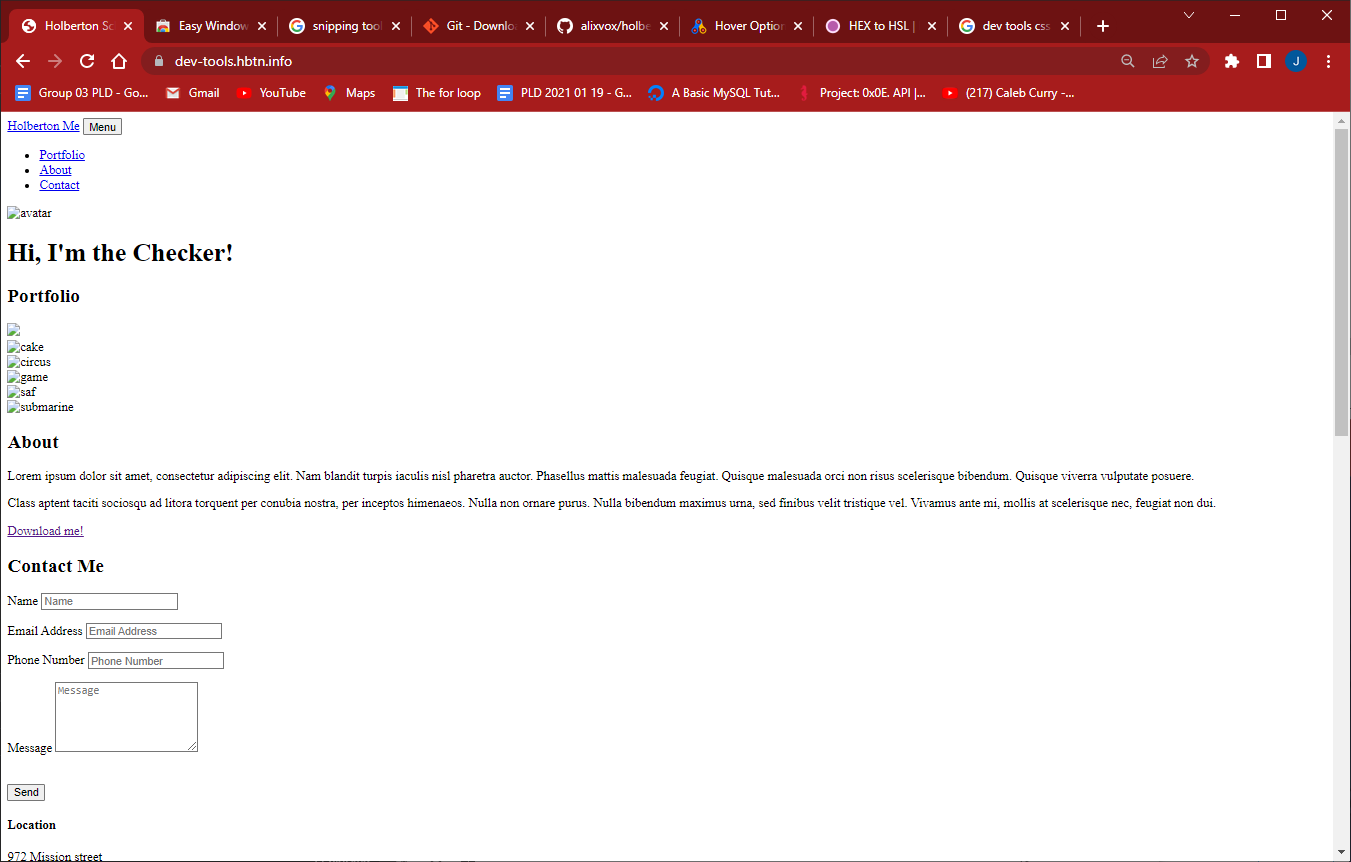 Holberton Sc
Easy Window
snipping tool
Git - Downlo
alixvox/holbe
Hover Option
HEX to HSL |
dev tools css
dev-tools.hbtn.info
J
Group 03 PLD - Go...
Gmail
YouTube
Maps
The for loop
PLD 2021 01 19 - G...
A Basic MySQL Tut...
Project: 0x0E. API |...
(217) Caleb Curry -...
Holberton Me Menu
Portfolio
About
Contact
avatar
Hi, I'm the Checker!
Portfolio
cake
circus
game
saf
submarine
About
Lorem ipsum dolor sit amet, consectetur adipiscing elit. Nam blandit turpis iaculis nisl pharetra auctor. Phasellus mattis malesuada feugiat. Quisque malesuada orci non risus scelerisque bibendum. Quisque viverra vulputate posuere.
Class aptent taciti sociosqu ad litora torquent per conubia nostra, per inceptos himenaeos. Nulla non ornare purus. Nulla bibendum maximus urna, sed finibus velit tristique vel. Vivamus ante mi, mollis at scelerisque nec, feugiat non dui.
Download me!
Contact Me
Name Name
Email Address Email Address
Phone Number Phone Number
Message
Message
Send
Location
972 Mission street